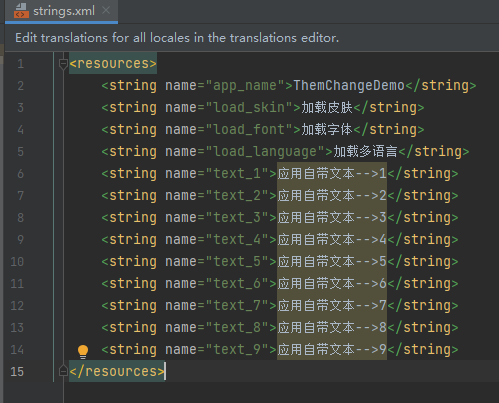 strings.xml
Edit translations for all locales in the translations editor.
1 <resources>
2 <string name="app_name">ThemChangeDemo</string>
3 <string name="load_skin">加载皮肤</string>
4 <string name="load_font">加载字体</string>
5 <string name="load_language">加载多语言</string>
6 <string name="text_1">应用自带文本-->1</string>
7 <string name="text_2">应用自带文本-->2</string>
8 <string name="text_3">应用自带文本-->3</string>
9 <string name="text_4">应用自带文本-->4</string>
10 <string name="text_5">应用自带文本-->5</string>
11 <string name="text_6">应用自带文本-->6</string>
12 <string name="text_7">应用自带文本-->7</string>
13 <string name="text_8">应用自带文本-->8</string>
14 <string name="text_9">应用自带文本-->9</string>
15 </resources>